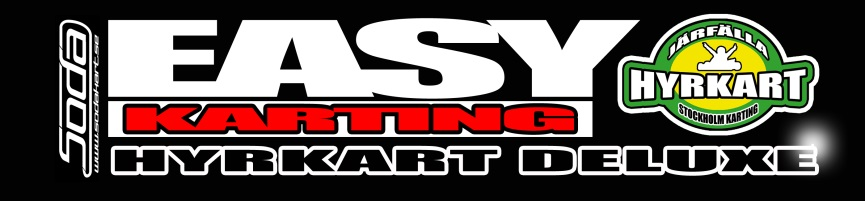 Soda
www.sodakart.se
EASY
KARTING
HYRKART DELUXE
JÄRFÄLLA
HYRKART
STOCKHOLM KARTING